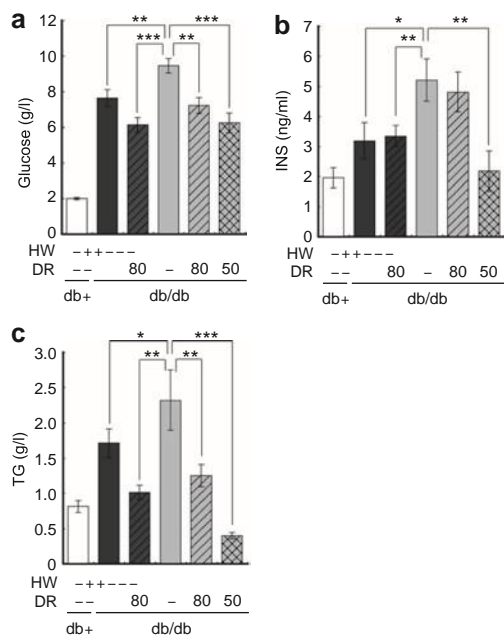 a
** ***
*** **
Glucose (g/l)
12
10
8
6
4
2
0
HW -++---
DR -- 80 - 80 50
db+ db/db
b
* **
**
INS (ng/ml)
7
6
5
4
3
2
1
0
HW -++---
DR -- 80 - 80 50
db+ db/db
c
* ***
** **
TG (g/l)
3.0
2.5
2.0
1.5
1.0
0.5
0
HW -++---
DR -- 80 - 80 50
db+ db/db